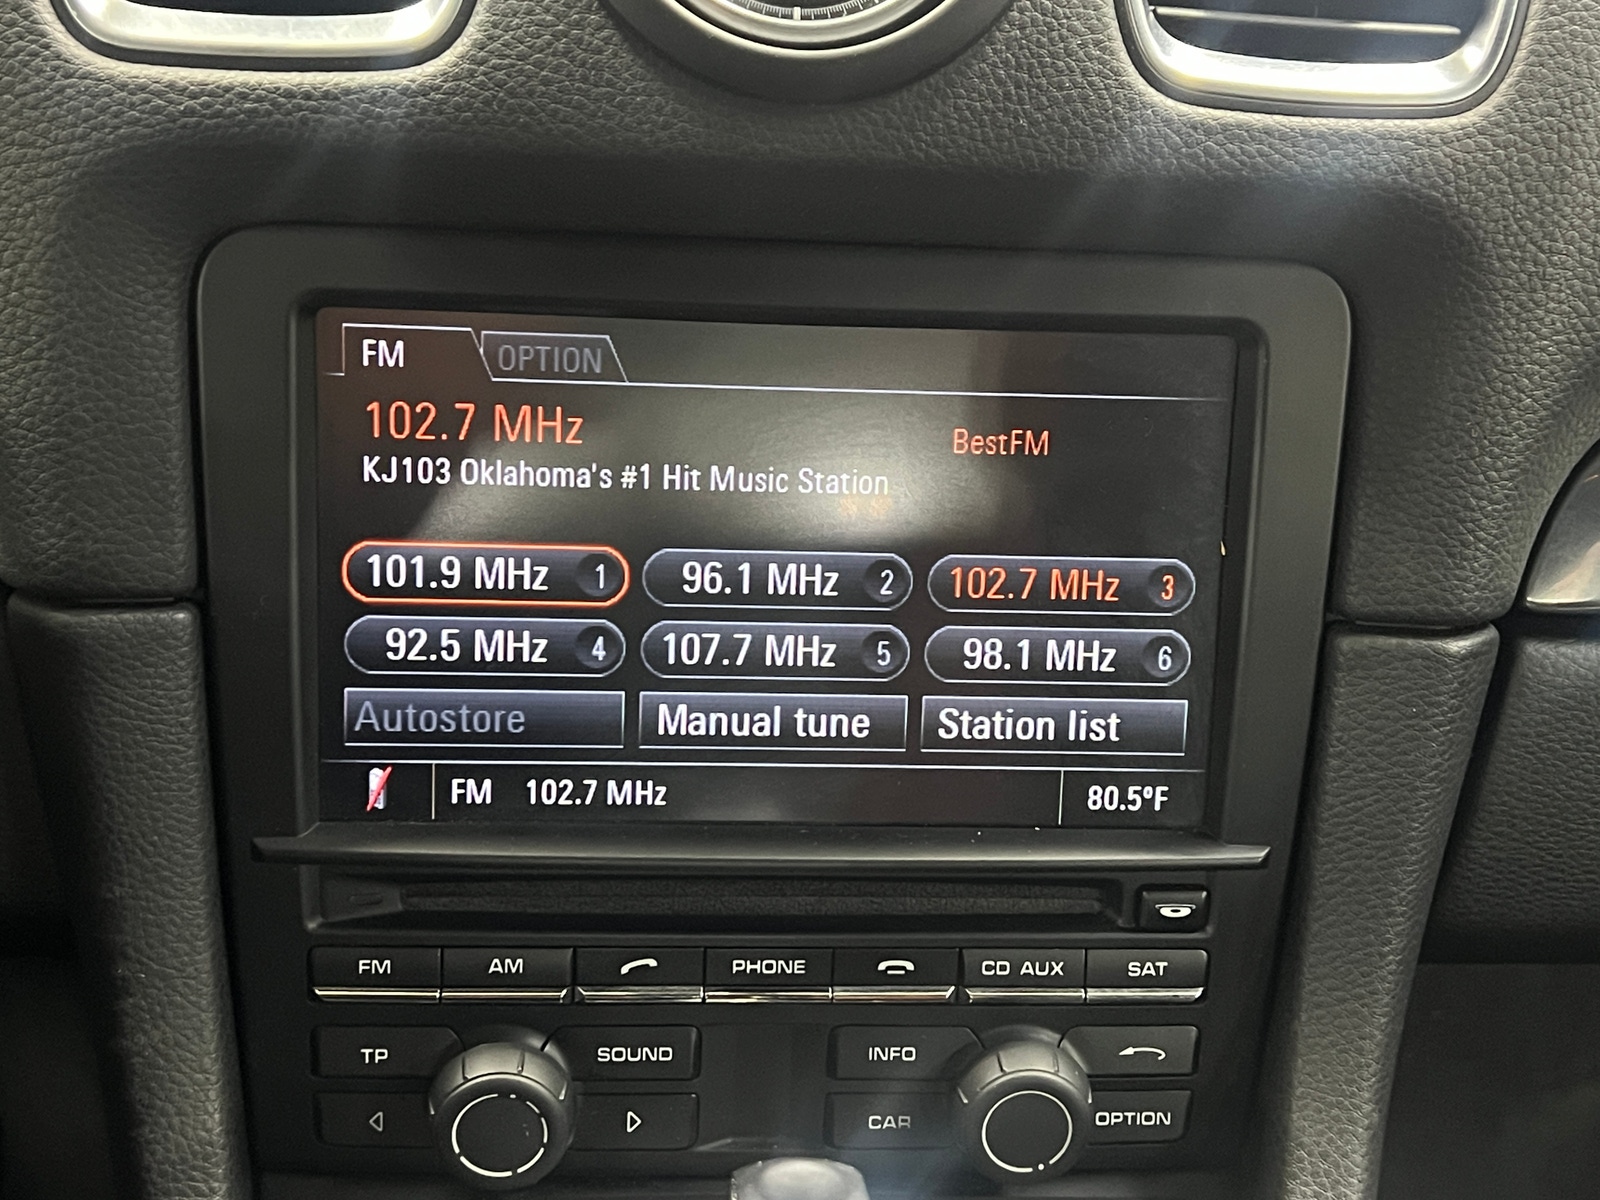 FM OPTION
102.7 MHz BestFM
KJ103 Oklahoma's #1 Hit Music Station
101.9 MHz 1 96.1 MHz 2 102.7 MHz 3
92.5 MHz 4 107.7 MHz 5 98.1 MHz 6
Autostore Manual tune Station list
FM 102.7 MHz 80.5°F
FM AM PHONE CD AUX SAT
TP SOUND INFO
CAR OPTION